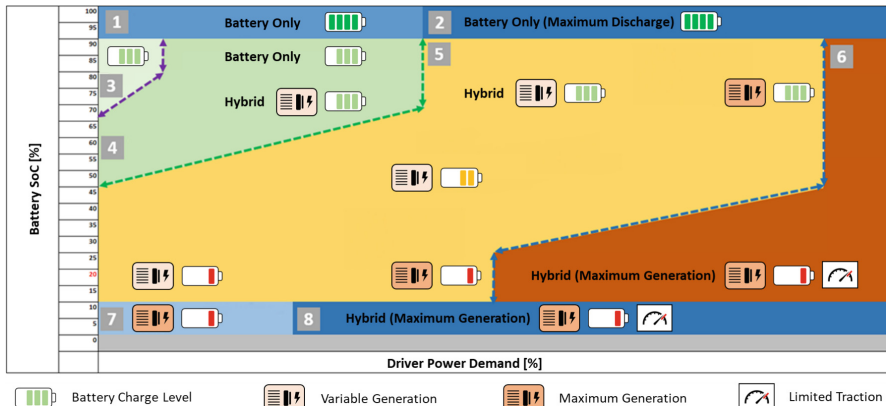 100
1 Battery Only 2 Battery Only (Maximum Discharge)
95
90
85 Battery Only 5 6
80
3
75
Hybrid Hybrid
70
65
60
4
55
50
45
40
35
30
25
20 Hybrid (Maximum Generation)
15
10
7 8 Hybrid (Maximum Generation)
5
0
Battery SoC [%]
Driver Power Demand [%]
Battery Charge Level Variable Generation Maximum Generation Limited Traction